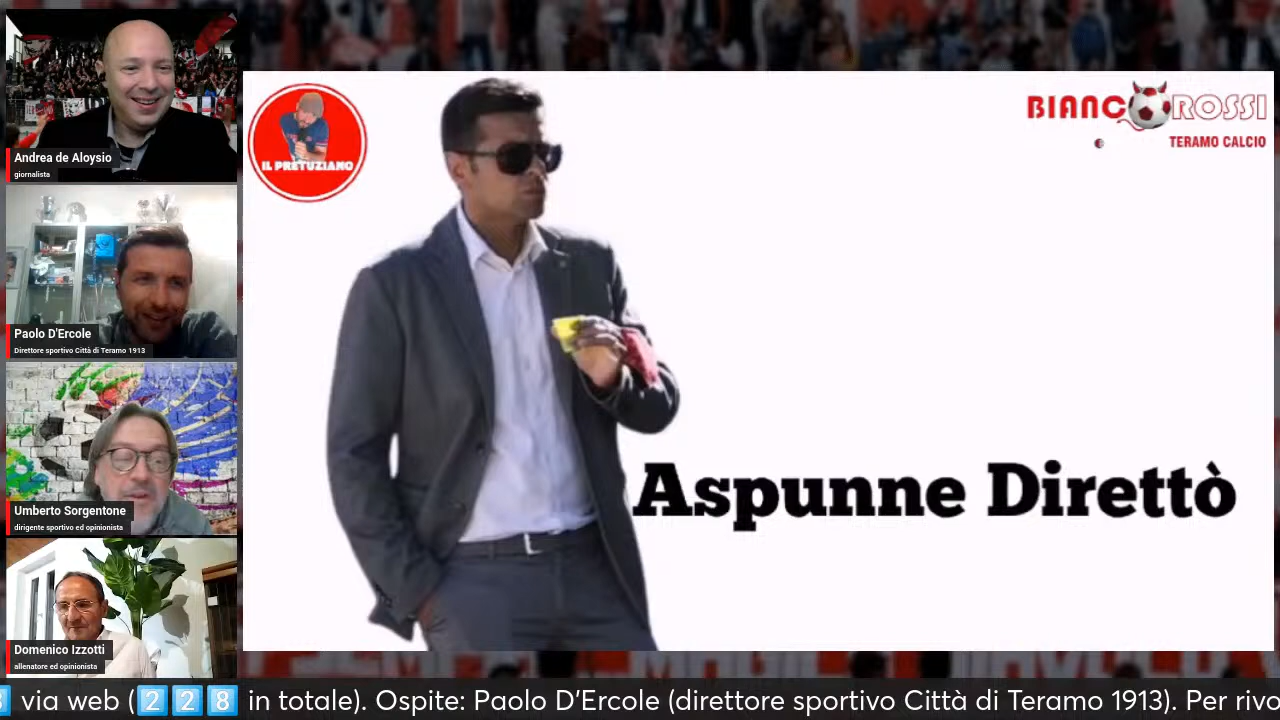 Andrea de Aloysio
giornalista
Paolo D'Ercole
Direttore sportivo Città di Teramo 1913
Umberto Sorgentone
dirigente sportivo ed opinionista
Domenico Izzotti
allenatore ed opinionista
IL PRETUZIANO
BIANCOROSSI
TERAMO CALCIO
Aspunne Direttò
via web (228 in totale). Ospite: Paolo D'Ercole (direttore sportivo Città di Teramo 1913). Per rivo